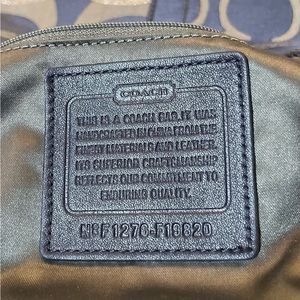 COACH
THIS IS A COACH BAG. IT WAS
HANDCRAFTED IN CHINA FROM THE
FINEST MATERIALS AND LEATHER.
ITS SUPERIOR CRAFTSMANSHIP
REFLECTS OUR COMMITMENT TO
ENDURING QUALITY.
Nº F1270-F19820